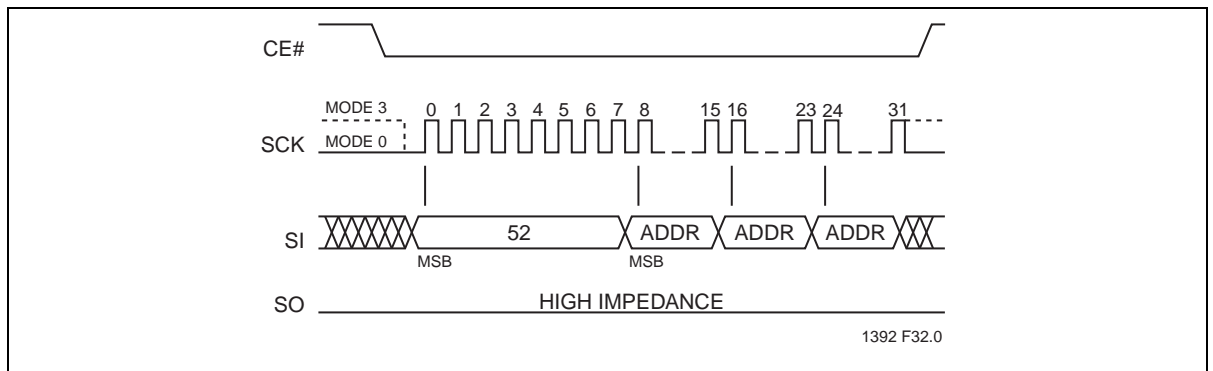 CE#
MODE 3
0 1 2 3 4 5 6 7 8 15 16 23 24 31
SCK
MODE 0
SI
52
ADDR
ADDR
ADDR
MSB
MSB
SO
HIGH IMPEDANCE
1392 F32.0